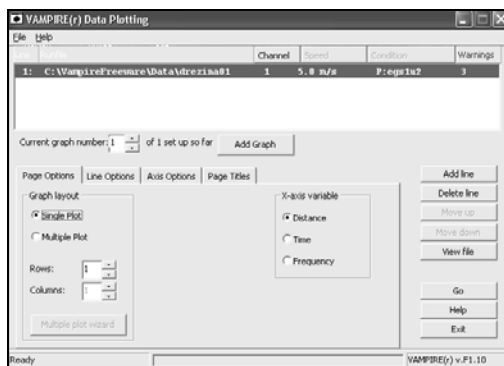 VAMPIRE(r) Data Plotting
File Help
Channel Speed Condition Warnings
1: C:\VampireFreeware\Data\drezina01 1 5.0 m/s P:egs1u2 3
Current graph number: 1 of 1 set up so far Add Graph
Page Options Line Options Axis Options Page Titles
Graph layout
Single Plot
Multiple Plot
Rows: 1
Columns: 1
Multiple plot wizard
X-axis variable
Distance
Time
Frequency
Add line
Delete line
Move up
Move down
View file
Go
Help
Exit
Ready VAMPIRE(r) v.F1.10